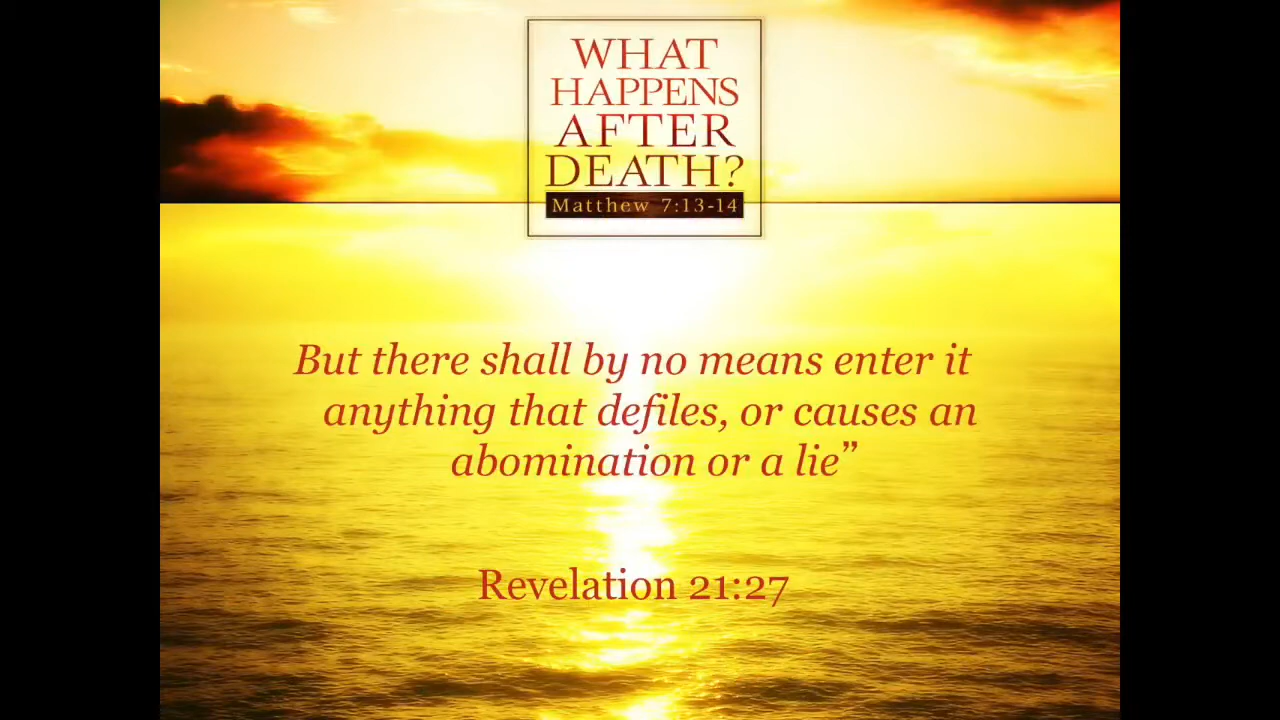 WHAT
HAPPENS
AFTER
DEATH?
Matthew 7:13-14
But there shall by no means enter it
anything that defiles, or causes an
abomination or a lie”
Revelation 21:27